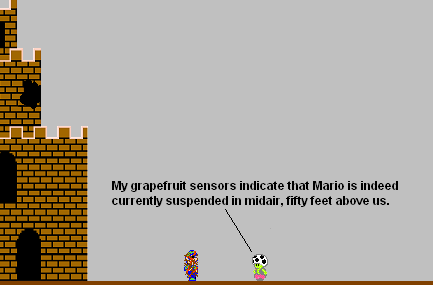 My grapefruit sensors indicate that Mario is indeed
currently suspended in midair, fifty feet above us.